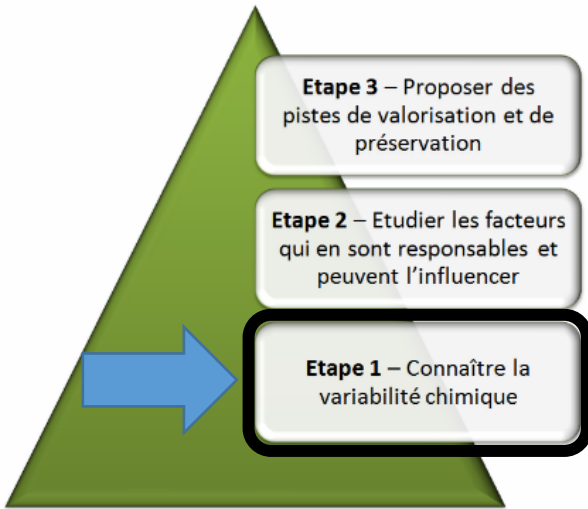 Etape 3 – Proposer des
pistes de valorisation et de
préservation
Etape 2 – Etudier les facteurs
qui en sont responsables et
peuvent l’influencer
Etape 1 – Connaître la
variabilité chimique